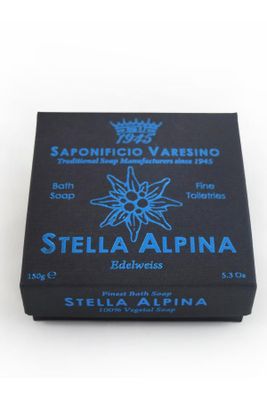 1945
SAPONIFICIO VARESINO
Traditional Soap Manufacturers since 1945
Bath Soap
Fine Toiletries
STELLA ALPINA
Edelweiss
150g ℮ 5.3 Oz
Finest Bath Soap
STELLA ALPINA
100% Vegetal Soap